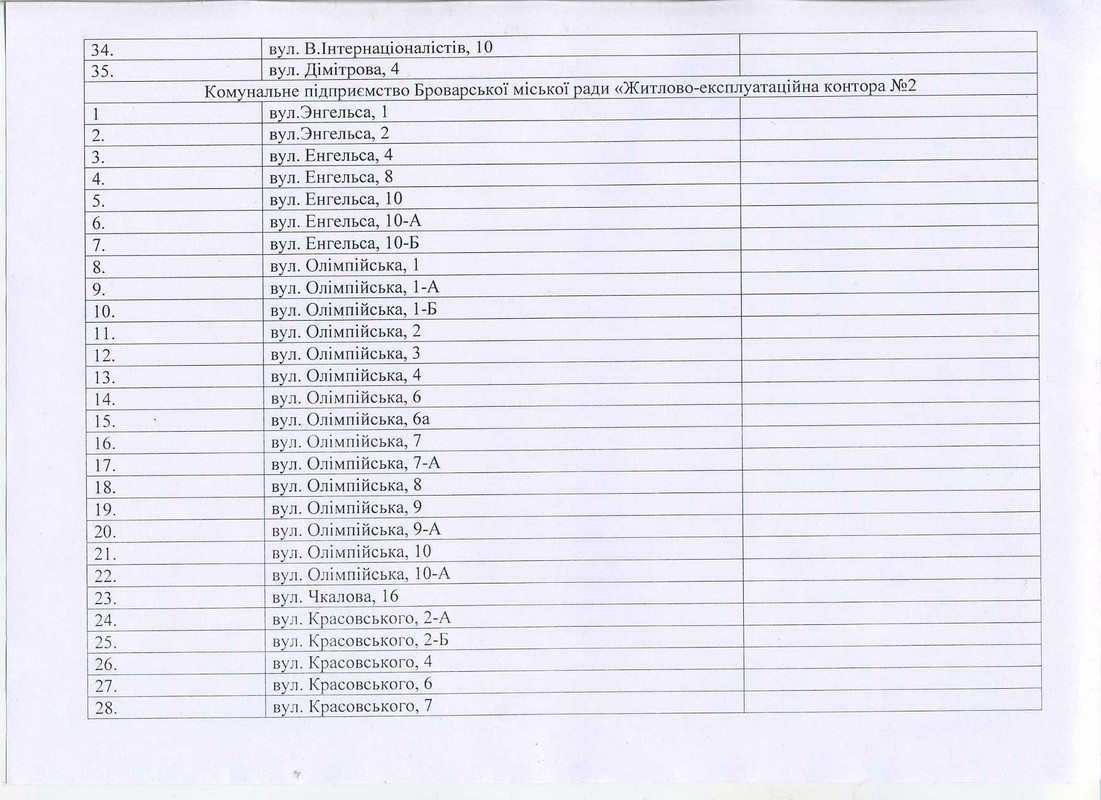 34. вул. В.Інтернаціоналістів, 10
35. вул. Дімітрова, 4
Комунальне підприємство Броварської міської ради «Житлово-експлуатаційна контора №2
1 вул.Энгельса, 1
2. вул.Энгельса, 2
3. вул. Енгельса, 4
4. вул. Енгельса, 8
5. вул. Енгельса, 10
6. вул. Енгельса, 10-А
7. вул. Енгельса, 10-Б
8. вул. Олімпійська, 1
9. вул. Олімпійська, 1-А
10. вул. Олімпійська, 1-Б
11. вул. Олімпійська, 2
12. вул. Олімпійська, 3
13. вул. Олімпійська, 4
14. вул. Олімпійська, 6
15. вул. Олімпійська, 6а
16. вул. Олімпійська, 7
17. вул. Олімпійська, 7-А
18. вул. Олімпійська, 8
19. вул. Олімпійська, 9
20. вул. Олімпійська, 9-А
21. вул. Олімпійська, 10
22. вул. Олімпійська, 10-А
23. вул. Чкалова, 16
24. вул. Красовського, 2-А
25. вул. Красовського, 2-Б
26. вул. Красовського, 4
27. вул. Красовського, 6
28. вул. Красовського, 7